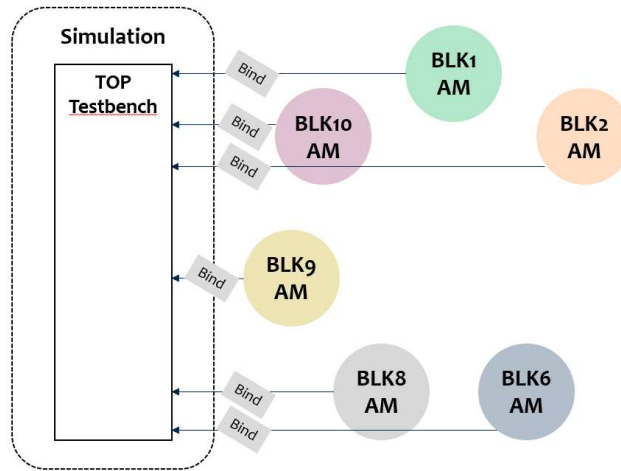 Simulation
TOP
Testbench
Bind
BLK1
AM
Bind
BLK10
AM
Bind
BLK2
AM
Bind
BLK9
AM
Bind
BLK8
AM
Bind
BLK6
AM